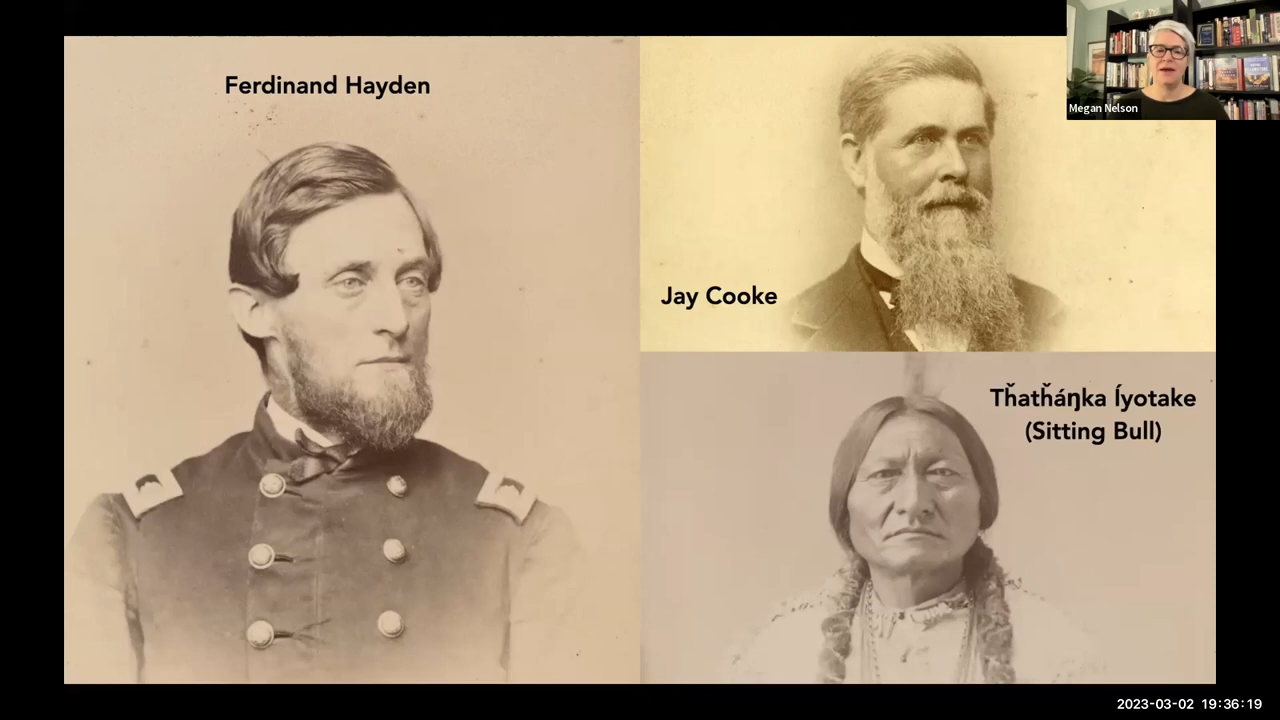 Ferdinand Hayden
Jay Cooke
Tȟatȟáŋka Íyotake
(Sitting Bull)
Megan Nelson
2023-03-02 19:36:19